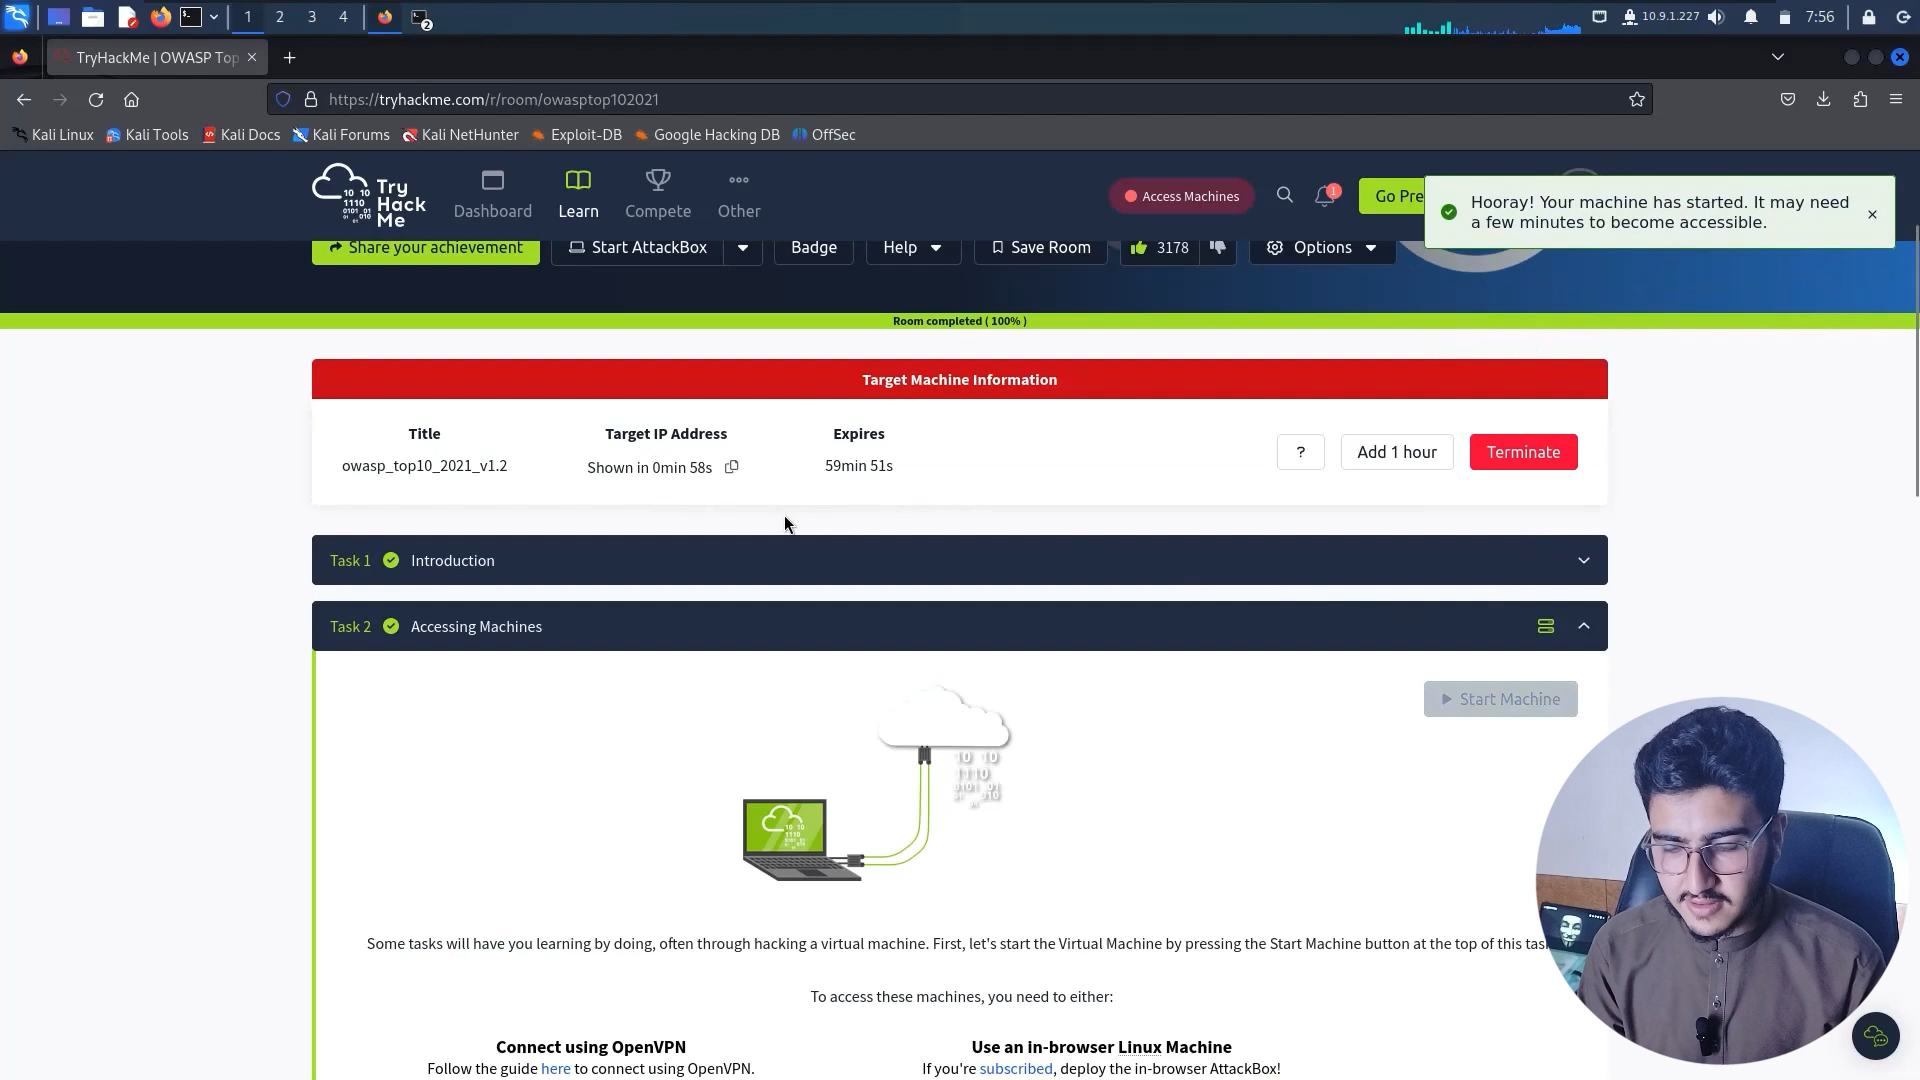 1 2 3 4 2 10.9.1.227 7:56
TryHackMe | OWASP Top
https://tryhackme.com/r/room/owasptop102021
Kali Linux Kali Tools Kali Docs Kali Forums Kali NetHunter Exploit-DB Google Hacking DB OffSec
Try Hack Me
Dashboard Learn Compete Other
Access Machines
1
Go Pre
Hooray! Your machine has started. It may need
a few minutes to become accessible.
Share your achievement Start AttackBox Badge Help Save Room 3178 Options
Room completed ( 100% )
Target Machine Information
Title Target IP Address Expires
owasp_top10_2021_v1.2 Shown in 0min 58s 59min 51s
? Add 1 hour Terminate
Task 1 Introduction
Task 2 Accessing Machines
Start Machine
Some tasks will have you learning by doing, often through hacking a virtual machine. First, let's start the Virtual Machine by pressing the Start Machine button at the top of this
To access these machines, you need to either:
Connect using OpenVPN
Follow the guide here to connect using OpenVPN.
Use an in-browser Linux Machine
If you're subscribed, deploy the in-browser AttackBox!